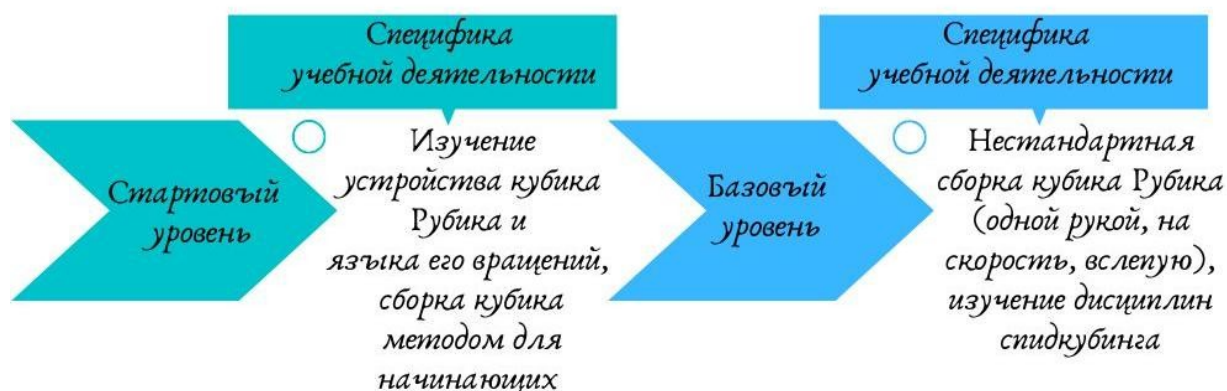 Стартовый
уровень
Специфика
учебной деятельности
Изучение
устройства кубика
Рубика и
языка его вращений,
сборка кубика
методом для
начинающих
Базовый
уровень
Специфика
учебной деятельности
Нестандартная
сборка кубика Рубика
(одной рукой, на
скорость, вслепую),
изучение дисциплин
спидкубинга